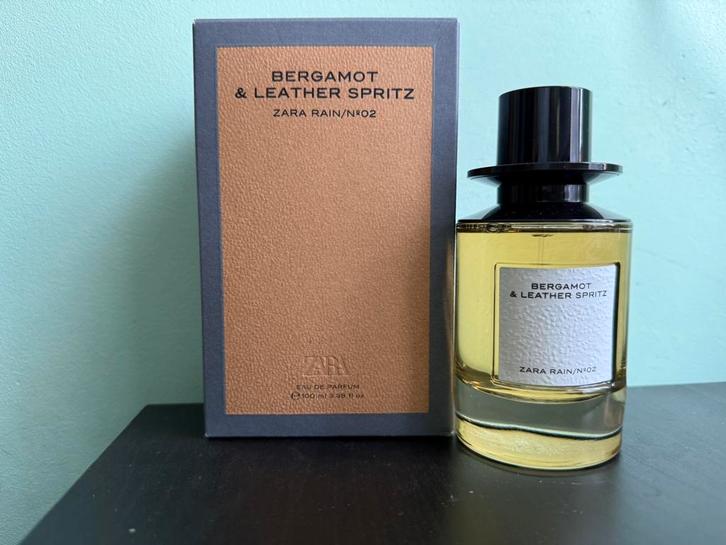 BERGAMOT
& LEATHER SPRITZ
ZARA RAIN/Nº02
ZARA
EAU DE PARFUM
℮100 ml 3.38 fl oz
BERGAMOT
& LEATHER SPRITZ
ZARA RAIN/Nº02